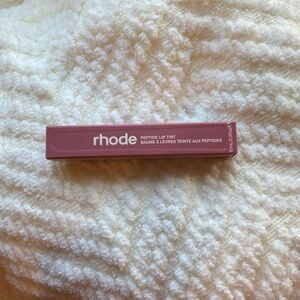 rhode
PEPTIDE LIP TINT
BAUME À LÈVRES TEINTÉ AUX PEPTIDES